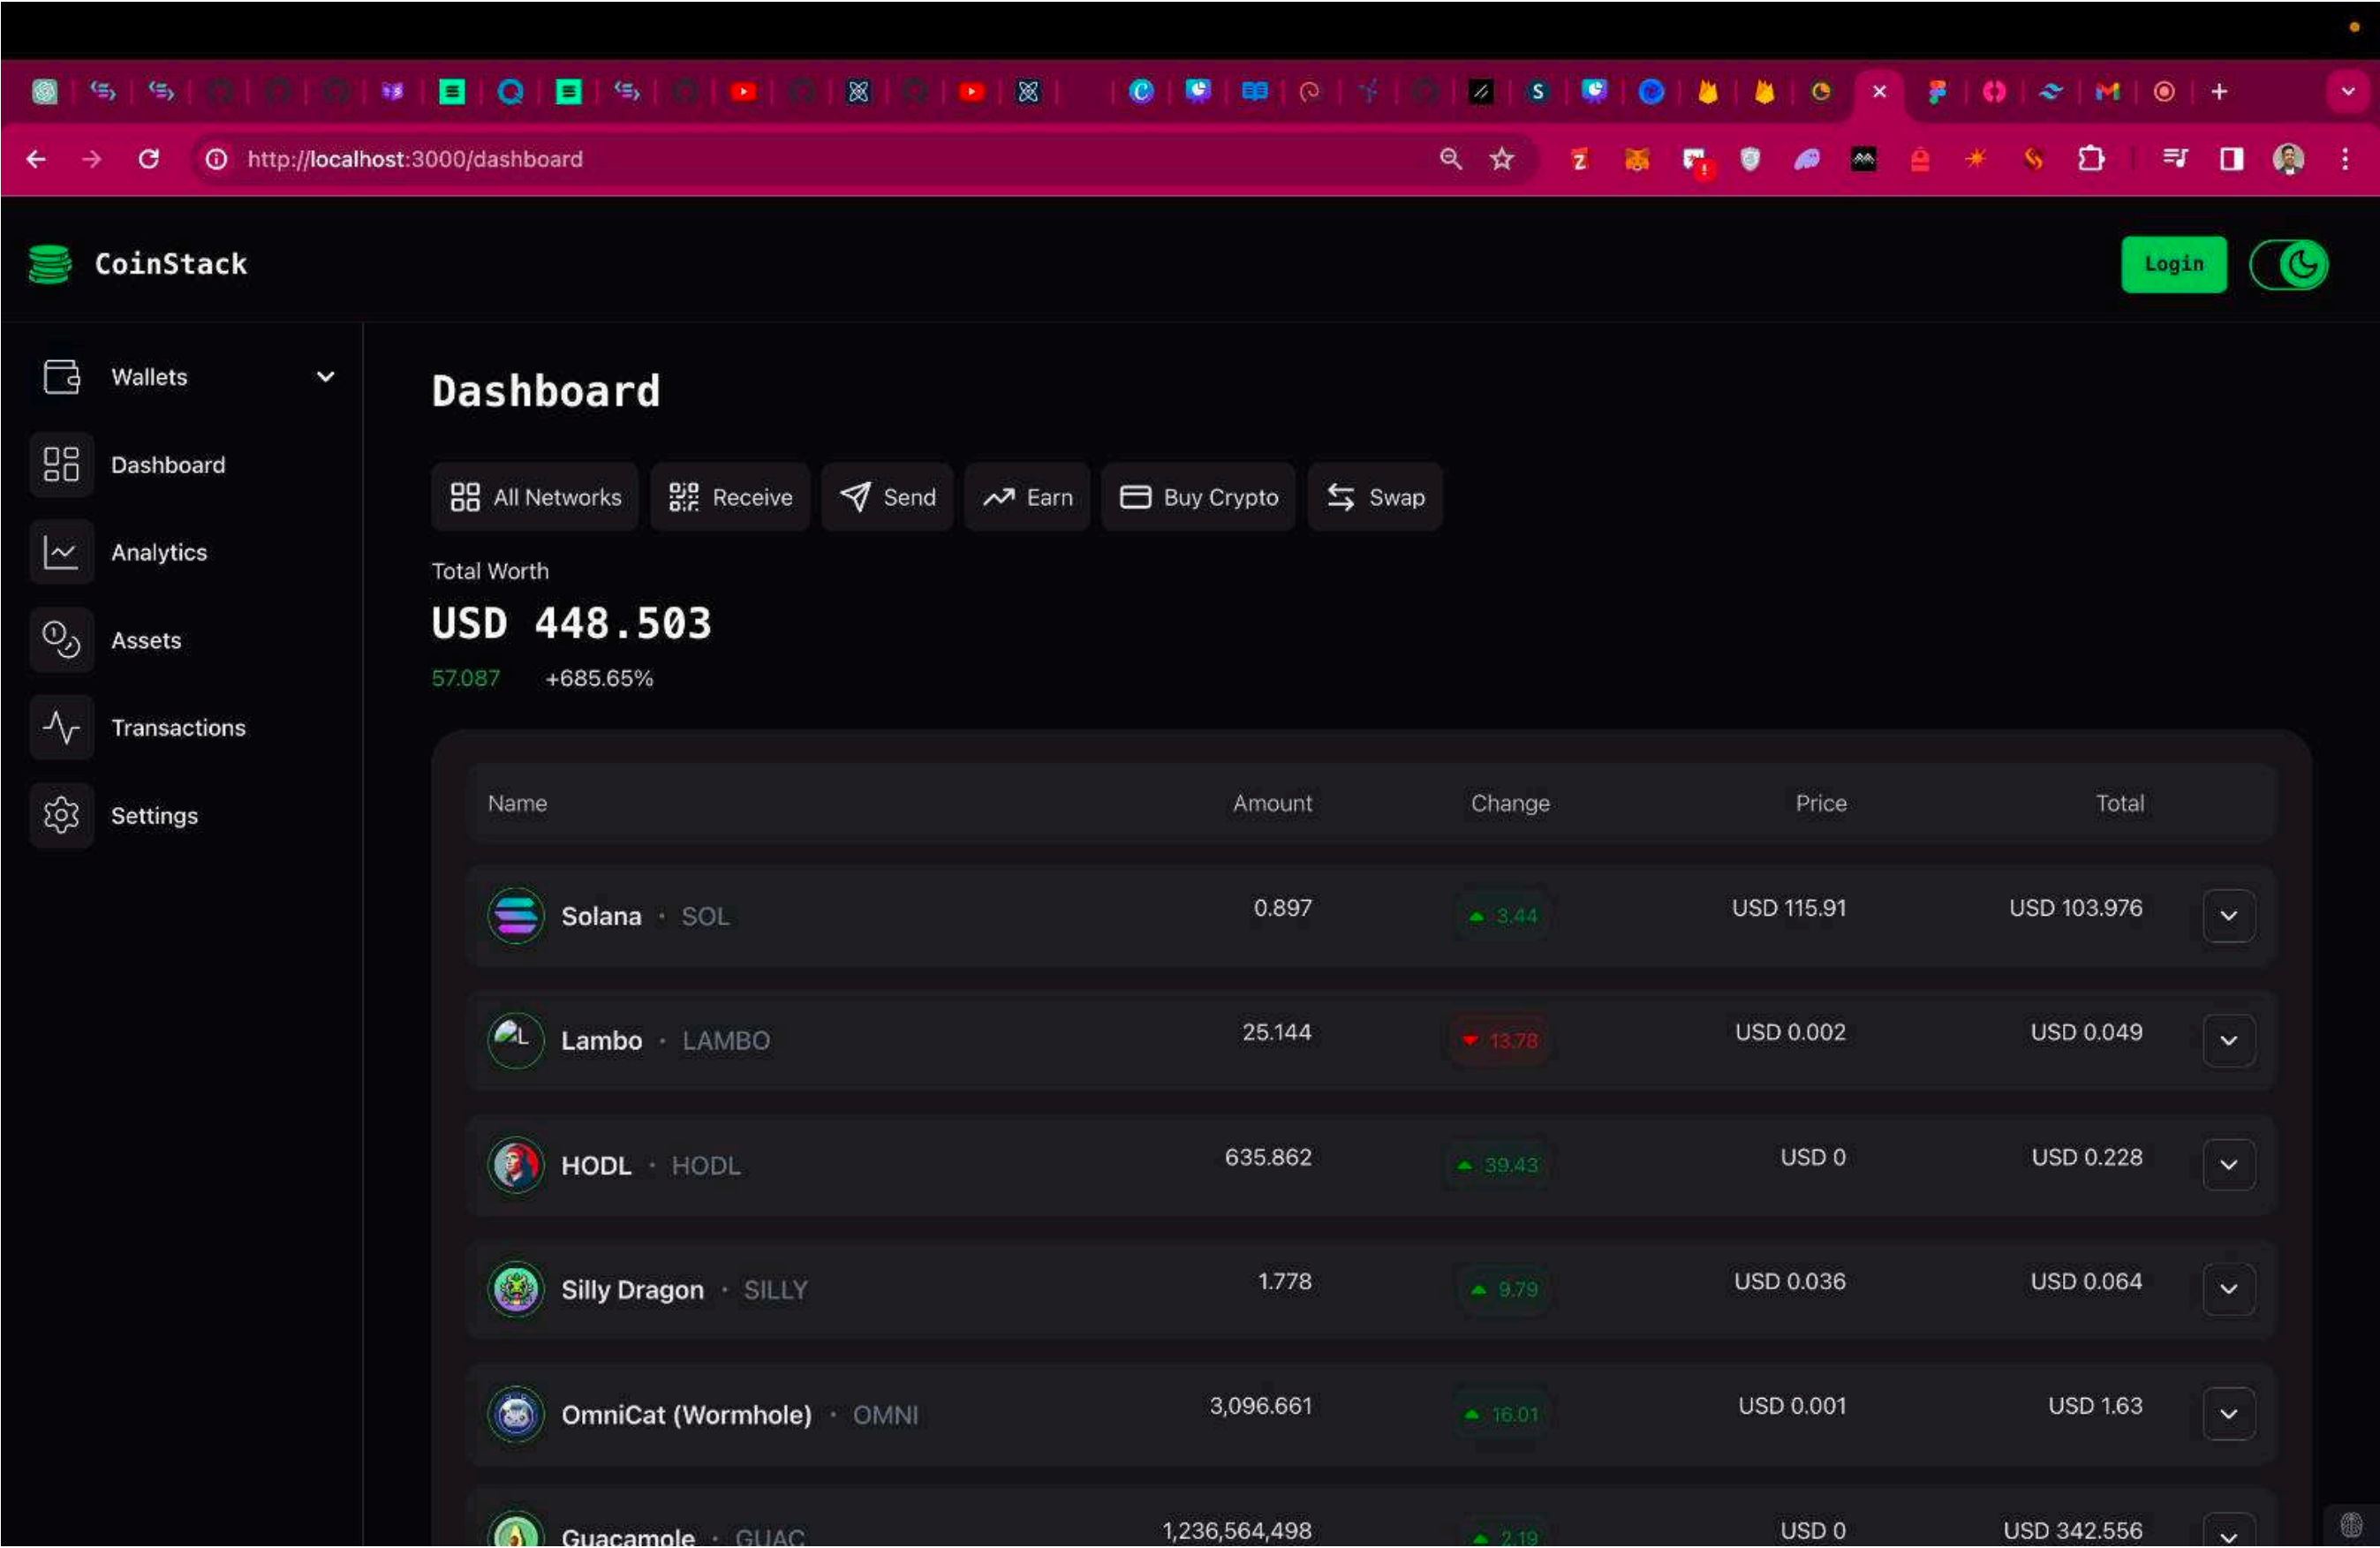 http://localhost:3000/dashboard
CoinStack
Login
Wallets
Dashboard
Analytics
Assets
Transactions
Settings
Dashboard
All Networks Receive Send Earn Buy Crypto Swap
Total Worth
USD 448.503
57.087 +685.65%
Name Amount Change Price Total
Solana · SOL 0.897 3.44 USD 115.91 USD 103.976
L Lambo · LAMBO 25.144 13.78 USD 0.002 USD 0.049
HODL · HODL 635.862 39.43 USD 0 USD 0.228
Silly Dragon · SILLY 1.778 9.79 USD 0.036 USD 0.064
OmniCat (Wormhole) · OMNI 3,096.661 16.01 USD 0.001 USD 1.63
Guacamole · GUAC 1,236,564,498 2.19 USD 0 USD 342.556